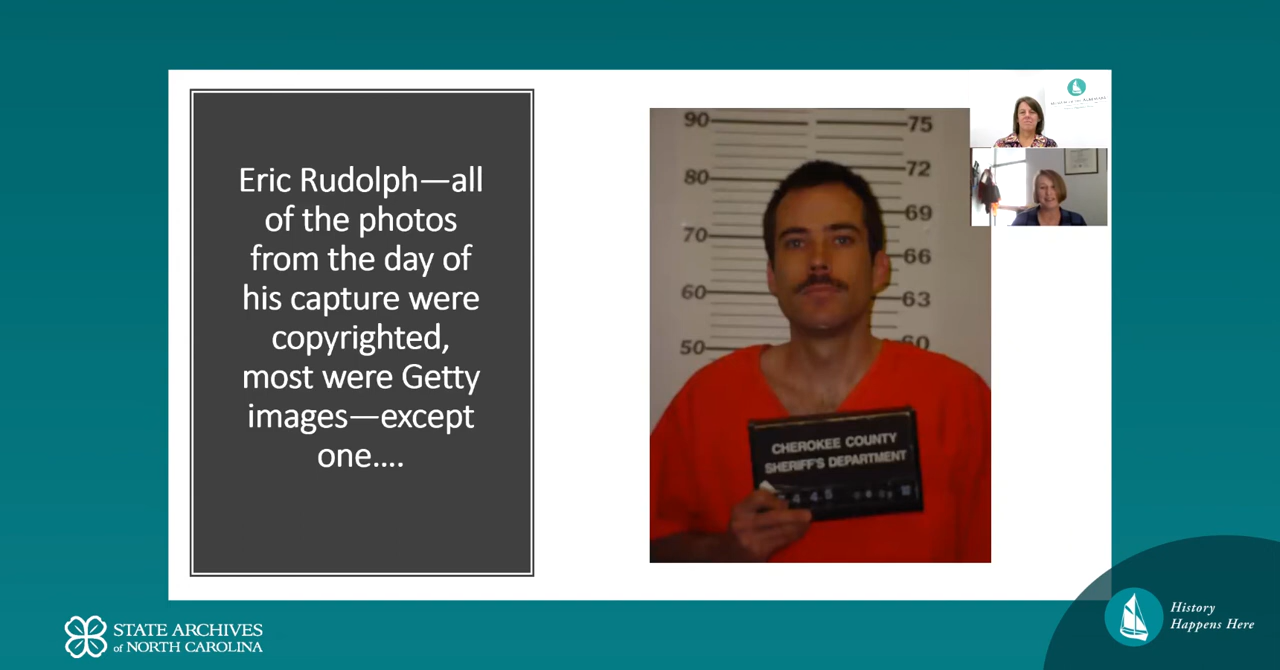 Eric Rudolph—all
of the photos
from the day of
his capture were
copyrighted,
most were Getty
images—except
one....
90
80
70
60
50
75
72
69
66
63
60
CHEROKEE COUNTY
SHERIFF'S DEPARTMENT
STATE ARCHIVES
of NORTH CAROLINA
History
Happens Here